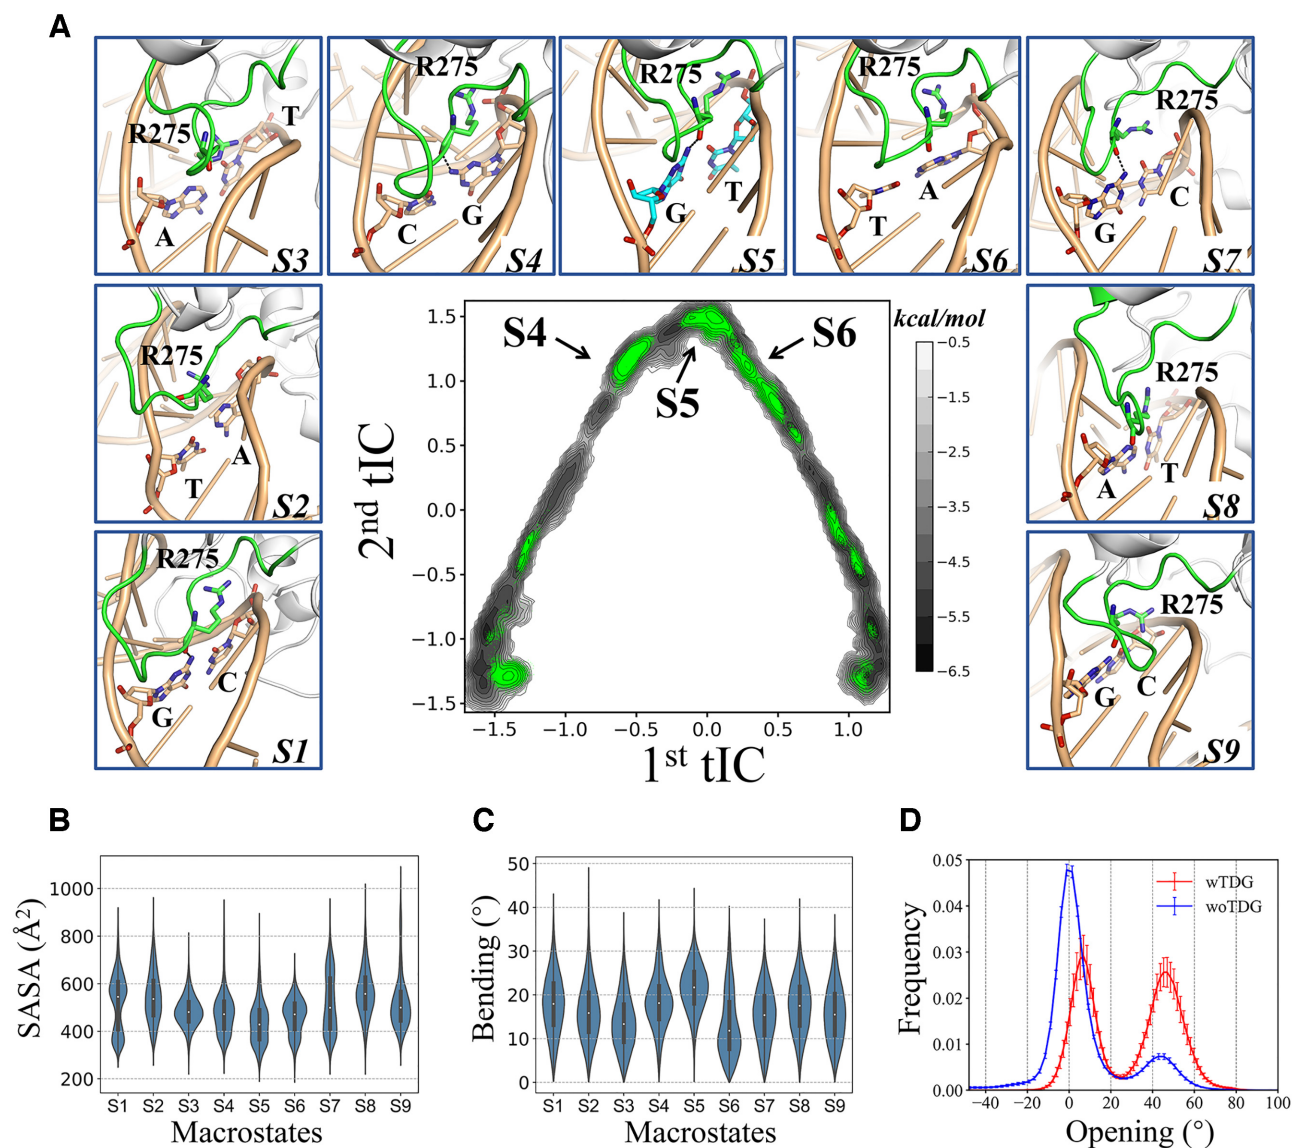 A
R275
A
T
S3
R275
C
G
S4
R275
G
T
S5
R275
T
A
S6
R275
G
C
S7
R275
T
A
S2
R275
G
C
S1
S4
S5
S6
kcal/mol
2nd tIC
1st tIC
1.5
1.0
0.5
0.0
−0.5
−1.0
−1.5
−1.5
−1.0
−0.5
0.0
0.5
1.0
−0.5
−1.5
−2.5
−3.5
−4.5
−5.5
−6.5
R275
A
T
S8
R275
G
C
S9
B
SASA (Å2)
1000
800
600
400
200
S1 S2 S3 S4 S5 S6 S7 S8 S9
Macrostates
C
Bending (°)
50
40
30
20
10
0
S1 S2 S3 S4 S5 S6 S7 S8 S9
Macrostates
D
Frequency
0.05
0.04
0.03
0.02
0.01
0.00
wTDG
woTDG
−40 −20 0 20 40 60 80 100
Opening (°)